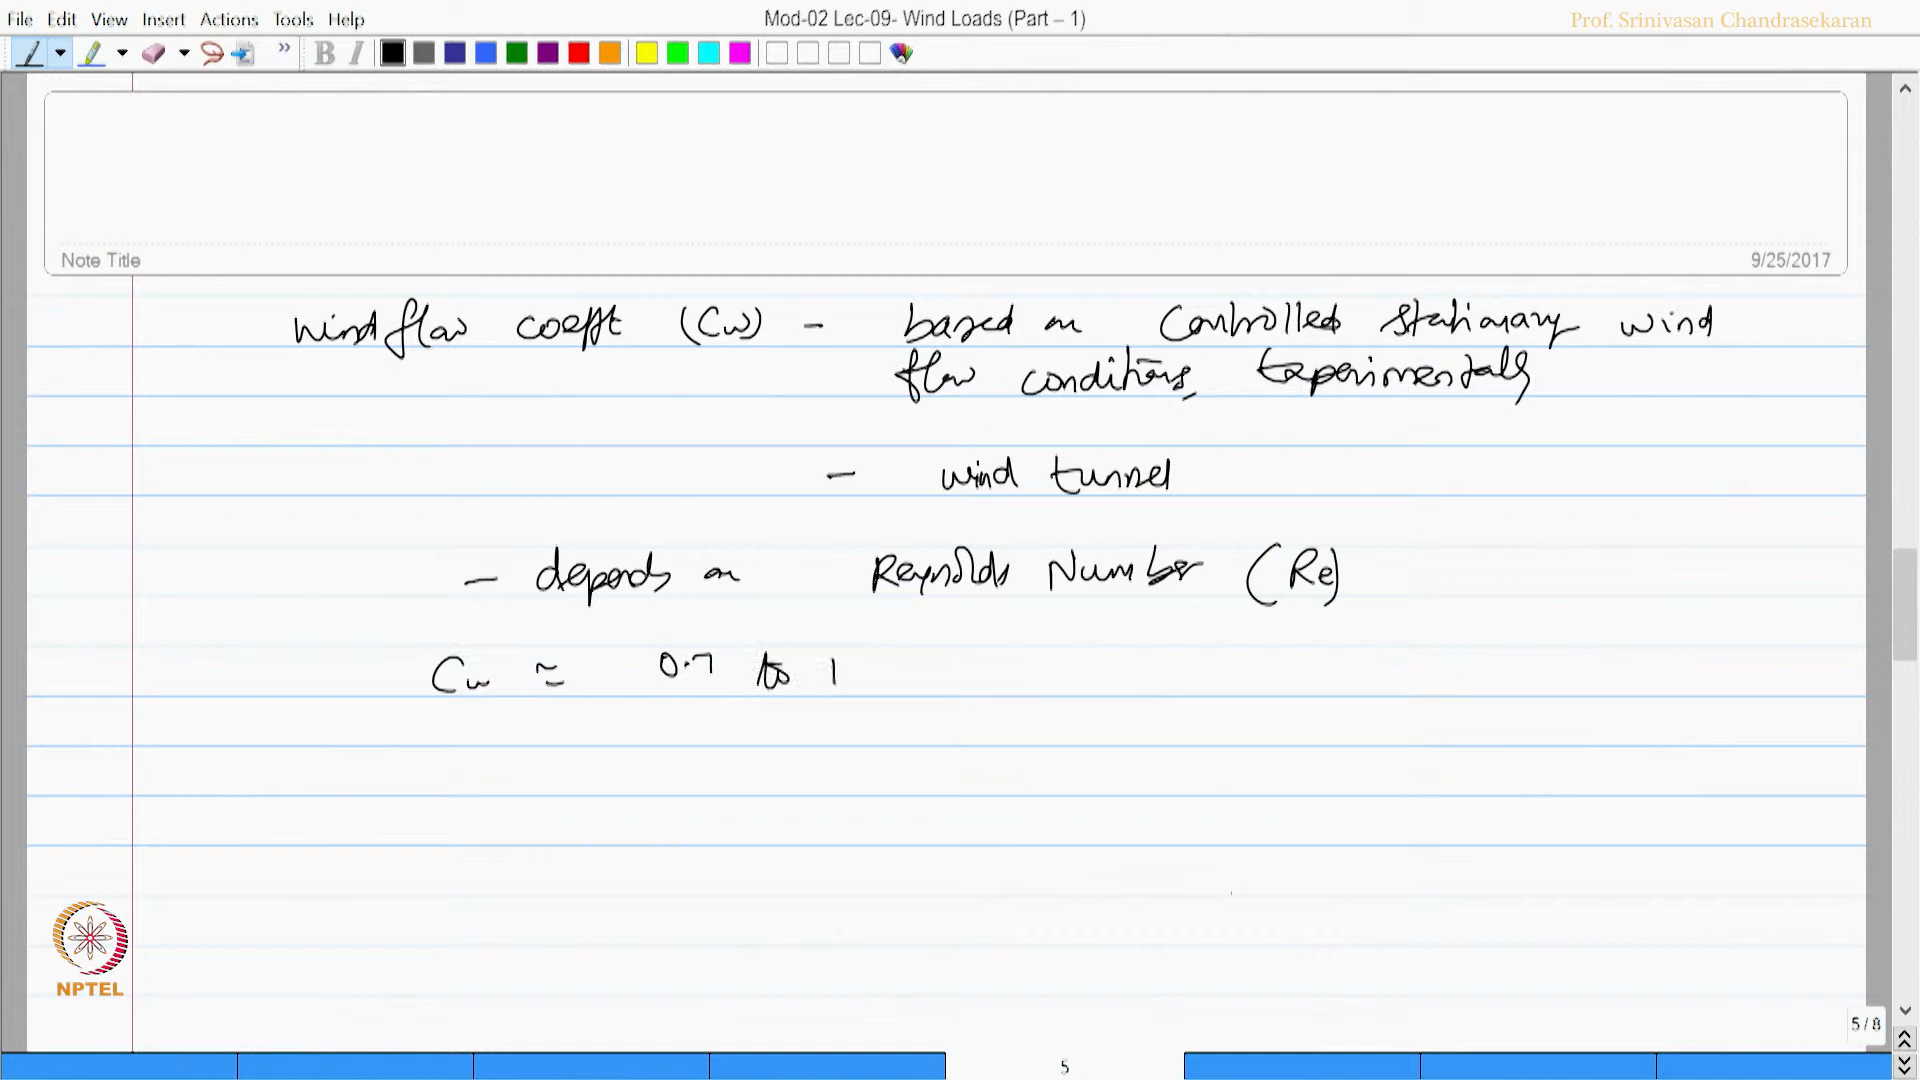 File Edit View Insert Actions Tools Help
Mod-02 Lec-09- Wind Loads (Part – 1)
Prof. Srinivasan Chandrasekaran
B I
Note Title
9/25/2017
Wind flow coefft (Cw) – based on Controlled stationary wind
flow conditions, Experimentally
– wind tunnel
– depends on Reynolds Number (Re)
Cw ≃ 0.7 to 1
NPTEL
5 / 8
5